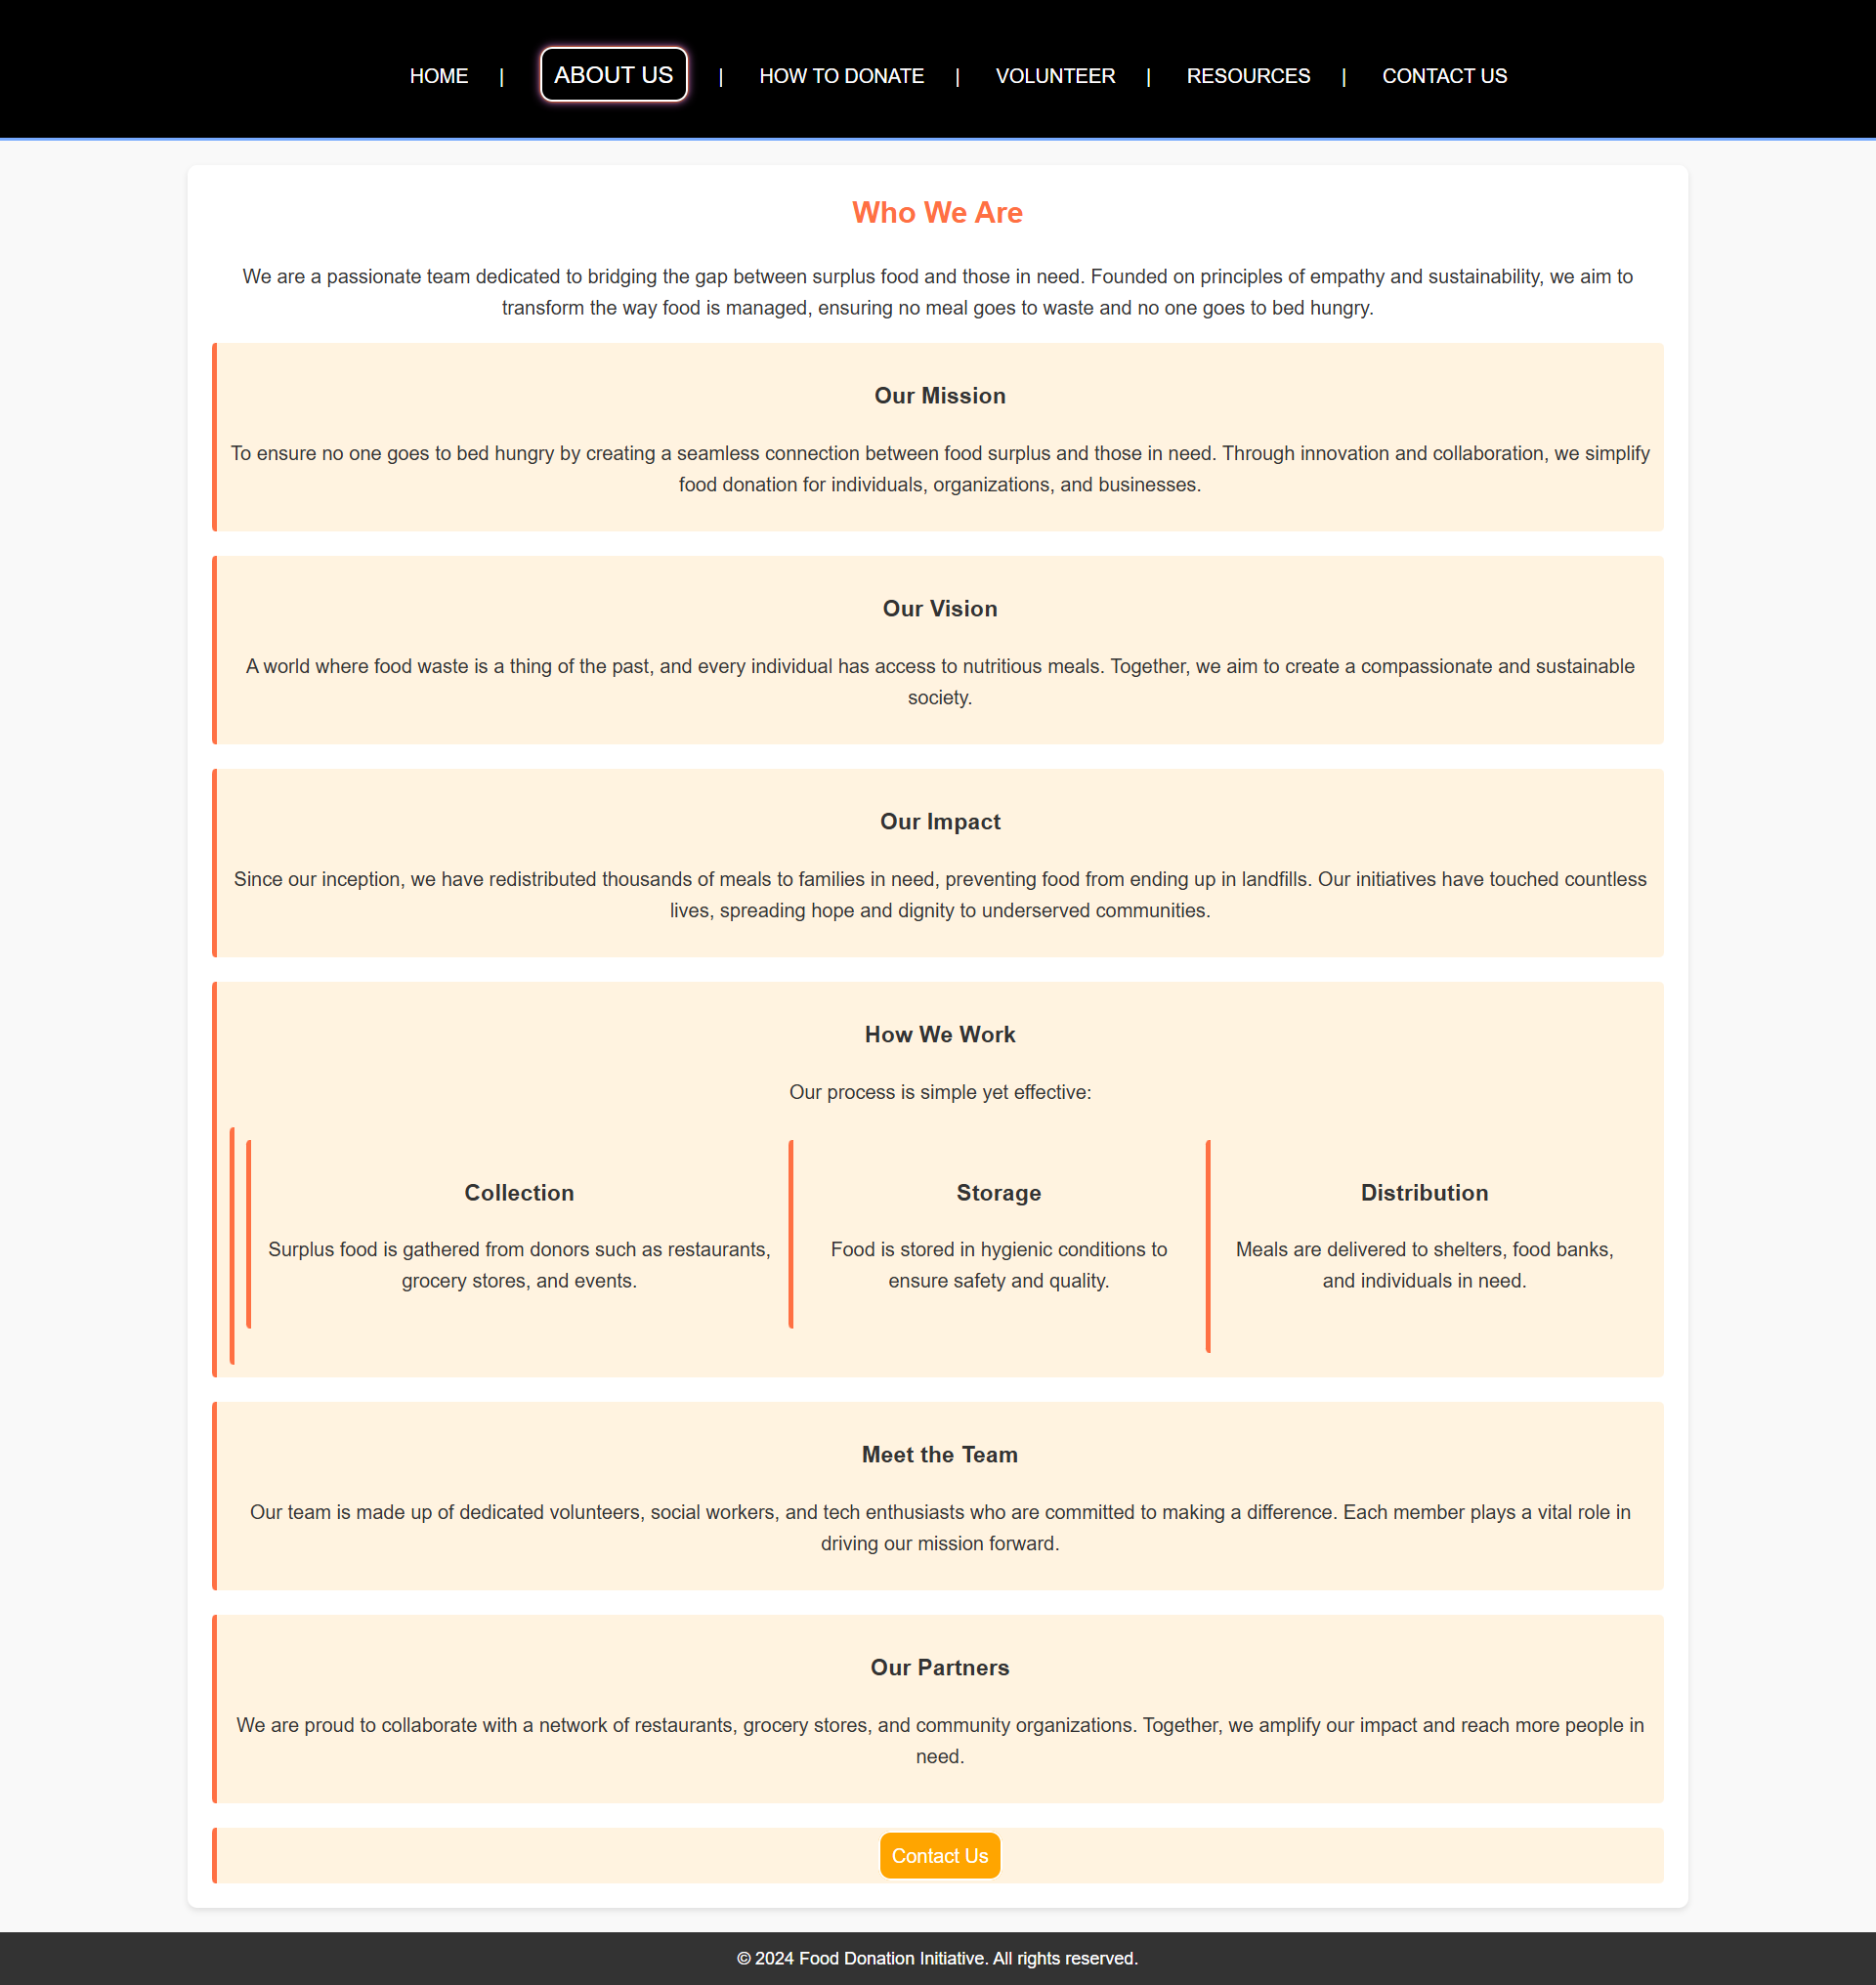 HOME | ABOUT US | HOW TO DONATE | VOLUNTEER | RESOURCES | CONTACT US
Who We Are
We are a passionate team dedicated to bridging the gap between surplus food and those in need. Founded on principles of empathy and sustainability, we aim to
transform the way food is managed, ensuring no meal goes to waste and no one goes to bed hungry.
Our Mission
To ensure no one goes to bed hungry by creating a seamless connection between food surplus and those in need. Through innovation and collaboration, we simplify
food donation for individuals, organizations, and businesses.
Our Vision
A world where food waste is a thing of the past, and every individual has access to nutritious meals. Together, we aim to create a compassionate and sustainable
society.
Our Impact
Since our inception, we have redistributed thousands of meals to families in need, preventing food from ending up in landfills. Our initiatives have touched countless
lives, spreading hope and dignity to underserved communities.
How We Work
Our process is simple yet effective:
Collection
Surplus food is gathered from donors such as restaurants,
grocery stores, and events.
Storage
Food is stored in hygienic conditions to
ensure safety and quality.
Distribution
Meals are delivered to shelters, food banks,
and individuals in need.
Meet the Team
Our team is made up of dedicated volunteers, social workers, and tech enthusiasts who are committed to making a difference. Each member plays a vital role in
driving our mission forward.
Our Partners
We are proud to collaborate with a network of restaurants, grocery stores, and community organizations. Together, we amplify our impact and reach more people in
need.
Contact Us
© 2024 Food Donation Initiative. All rights reserved.